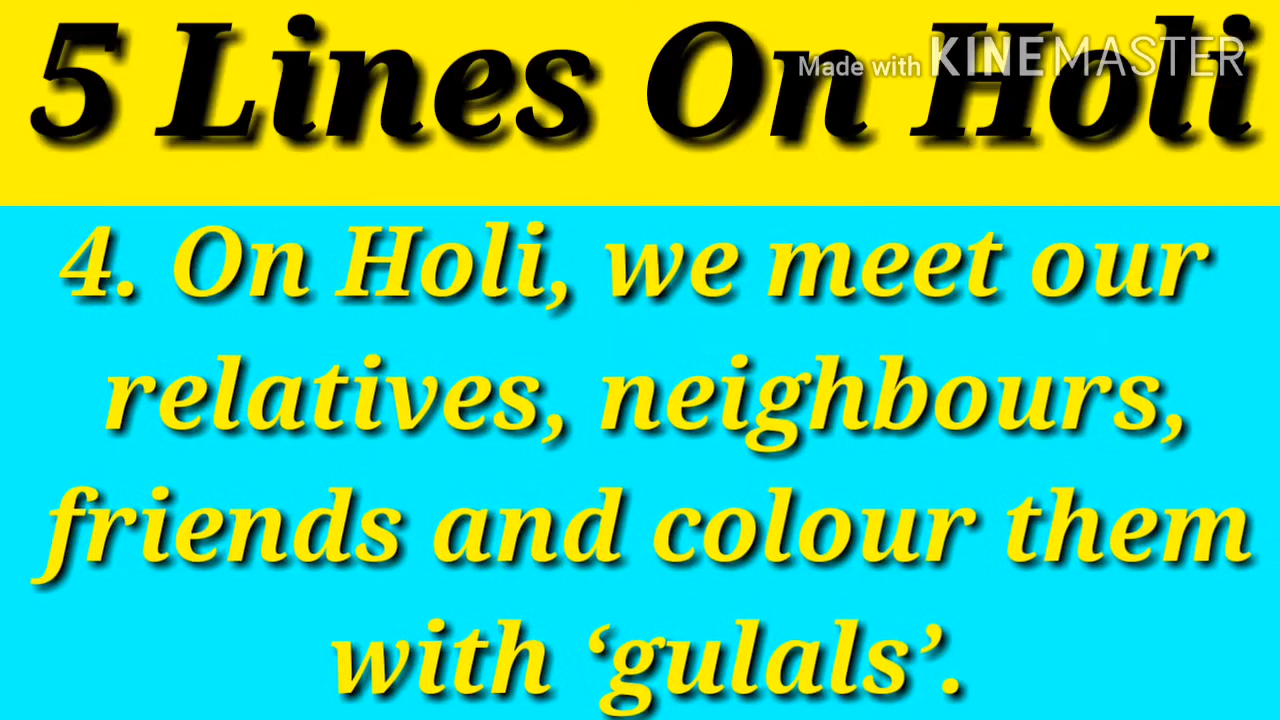 5 Lines On Holi
Made with KINEMASTER
4. On Holi, we meet our
relatives, neighbours,
friends and colour them
with ‘gulals’.